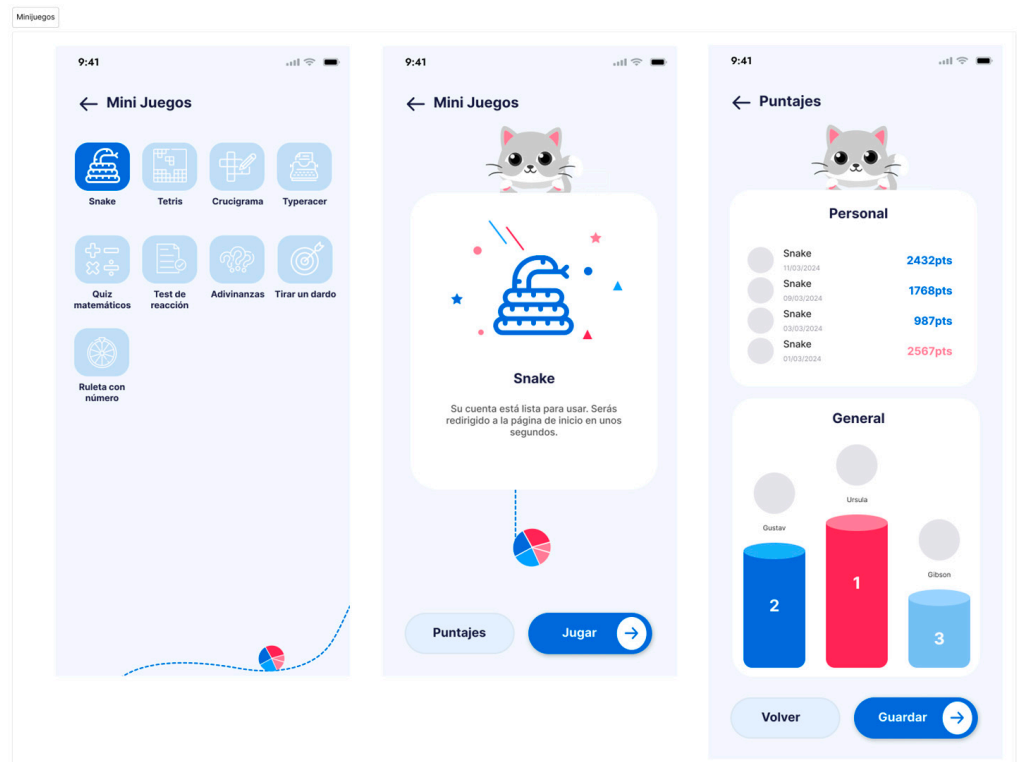 Minijuegos
9:41
Mini Juegos
Snake
Tetris
Crucigrama
Typeracer
Quiz
matemáticos
Test de
reacción
Adivinanzas
Tirar un dardo
Ruleta con
número
9:41
Mini Juegos
Snake
Su cuenta está lista para usar. Serás
redirigido a la página de inicio en unos
segundos.
Puntajes
Jugar
9:41
Puntajes
Personal
Snake
11/03/2024
2432pts
Snake
09/03/2024
1768pts
Snake
03/03/2024
987pts
Snake
01/03/2024
2567pts
General
Gustav
Ursula
Gibson
2
1
3
Volver
Guardar